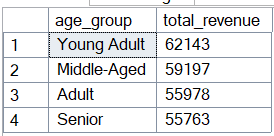 age_group total_revenue
1 Young Adult 62143
2 Middle-Aged 59197
3 Adult 55978
4 Senior 55763